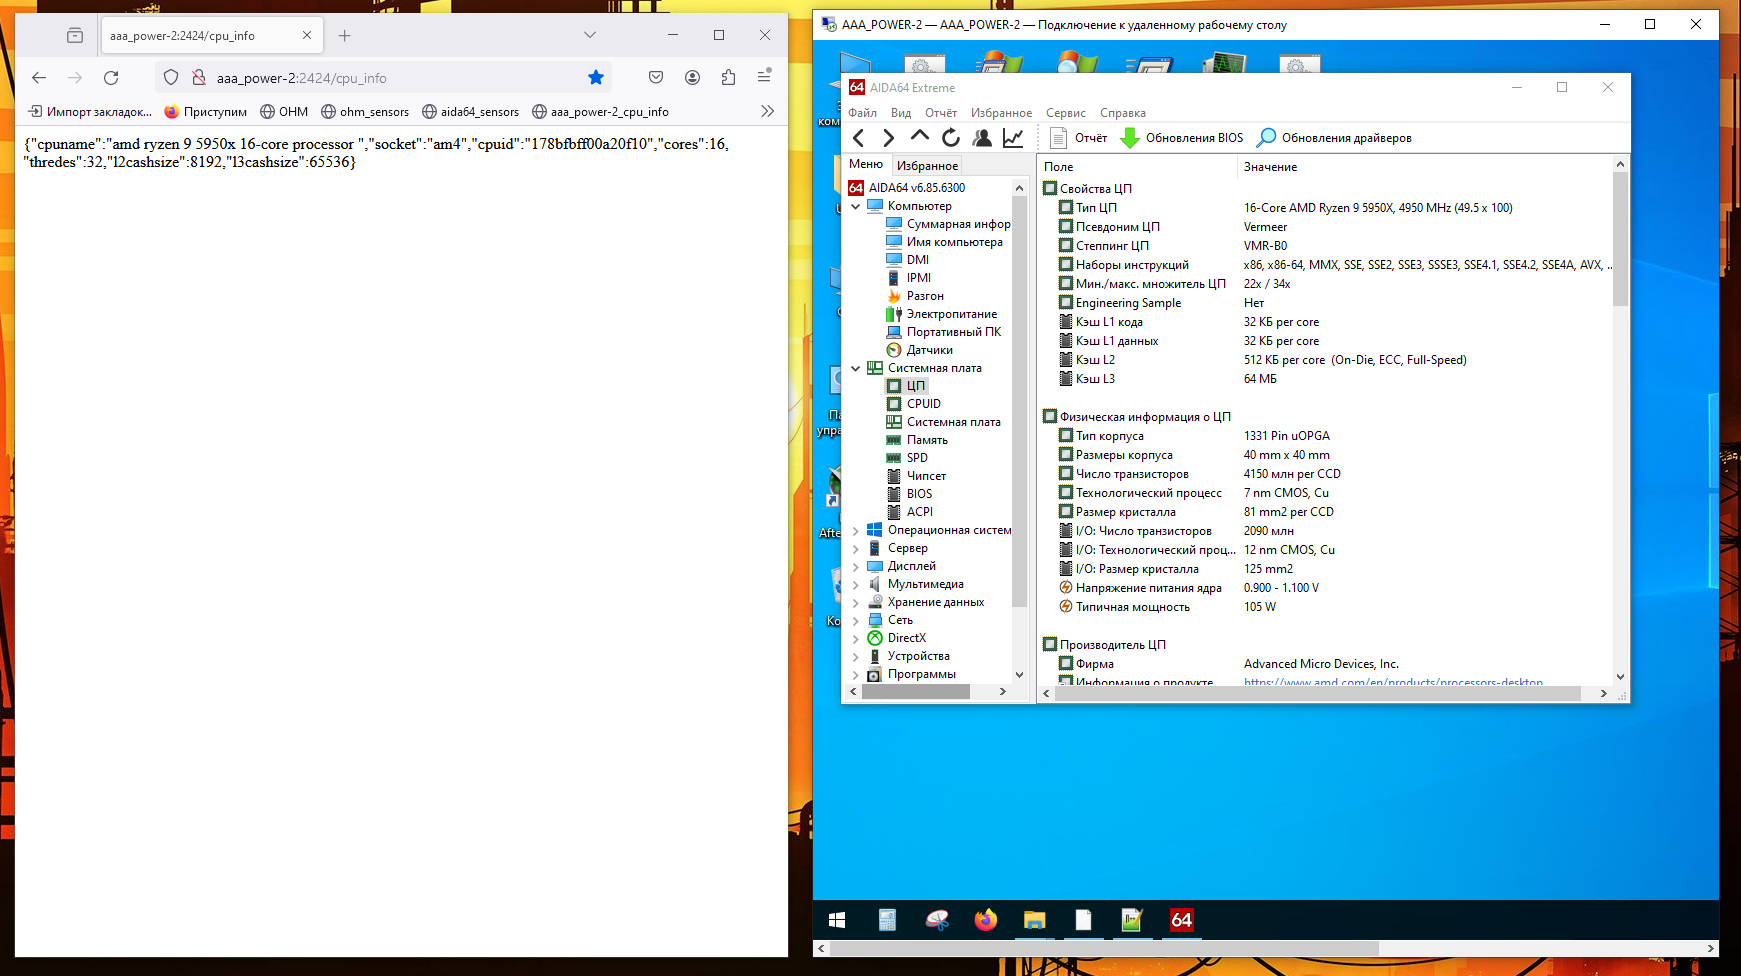 aaa_power-2:2424/cpu_info
aaa_power-2:2424/cpu_info
Импорт закладок...
Приступим
OHM
ohm_sensors
aida64_sensors
aaa_power-2_cpu_info
{"cpuname":"amd ryzen 9 5950x 16-core processor ","socket":"am4","cpuid":"178bfbff00a20f10","cores":16,
"thredes":32,"l2cashsize":8192,"l3cashsize":65536}
AAA_POWER-2 — AAA_POWER-2 — Подключение к удаленному рабочему столу
64 AIDA64 Extreme
Файл Вид Отчёт Избранное Сервис Справка
Отчёт Обновления BIOS Обновления драйверов
Меню Избранное
64 AIDA64 v6.85.6300
Компьютер
Суммарная инфор
Имя компьютера
DMI
IPMI
Разгон
Электропитание
Портативный ПК
Датчики
Системная плата
ЦП
CPUID
Системная плата
Память
SPD
Чипсет
BIOS
ACPI
Операционная систем
Сервер
Дисплей
Мультимедиа
Хранение данных
Сеть
DirectX
Устройства
Программы
Поле Значение
Свойства ЦП
Тип ЦП 16-Core AMD Ryzen 9 5950X, 4950 MHz (49.5 x 100)
Псевдоним ЦП Vermeer
Степпинг ЦП VMR-B0
Наборы инструкций x86, x86-64, MMX, SSE, SSE2, SSE3, SSSE3, SSE4.1, SSE4.2, SSE4A, AVX, ..
Мин./макс. множитель ЦП 22x / 34x
Engineering Sample Нет
Кэш L1 кода 32 КБ per core
Кэш L1 данных 32 КБ per core
Кэш L2 512 КБ per core (On-Die, ECC, Full-Speed)
Кэш L3 64 МБ
Физическая информация о ЦП
Тип корпуса 1331 Pin uOPGA
Размеры корпуса 40 mm x 40 mm
Число транзисторов 4150 млн per CCD
Технологический процесс 7 nm CMOS, Cu
Размер кристалла 81 mm2 per CCD
I/O: Число транзисторов 2090 млн
I/O: Технологический проц... 12 nm CMOS, Cu
I/O: Размер кристалла 125 mm2
Напряжение питания ядра 0.900 - 1.100 V
Типичная мощность 105 W
Производитель ЦП
Фирма Advanced Micro Devices, Inc.
Информация о продукте https://www.amd.com/en/products/processors-desktop
ком
Па
упра
Afte
Ко
64